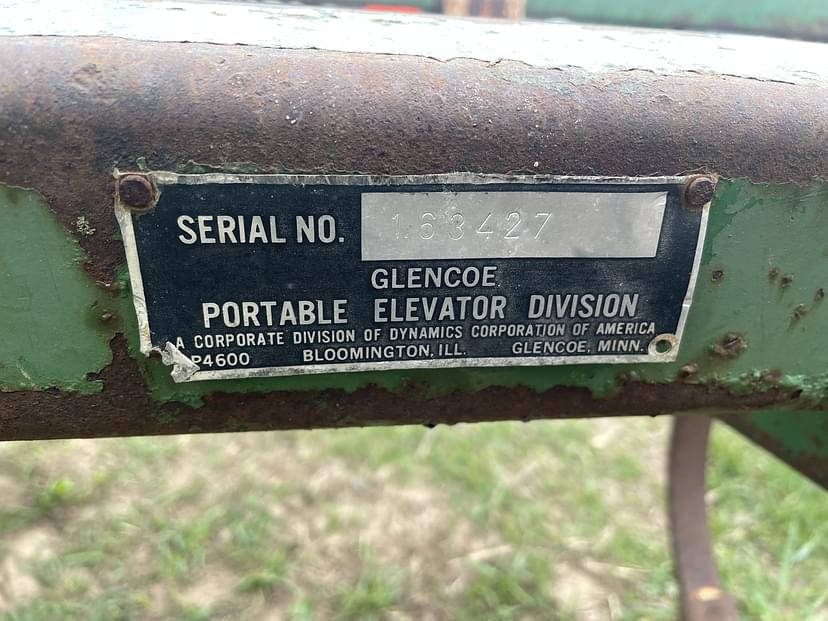 SERIAL NO. 163427
GLENCOE
PORTABLE ELEVATOR DIVISION
A CORPORATE DIVISION OF DYNAMICS CORPORATION OF AMERICA
P4600 BLOOMINGTON, ILL. GLENCOE, MINN.